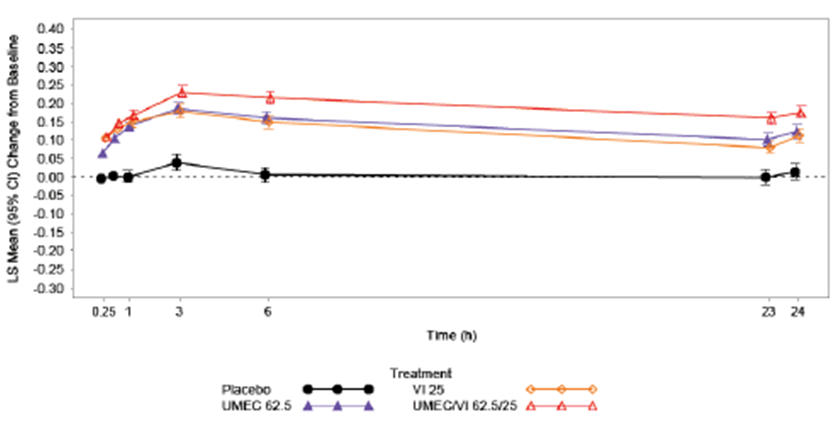 LS Mean (95% CI) Change from Baseline
0.40
0.35
0.30
0.25
0.20
0.15
0.10
0.05
0.00
-0.05
-0.10
-0.15
-0.20
-0.25
-0.30
0.25 1 3 6 23 24
Time (h)
Treatment
Placebo VI 25
UMEC 62.5 UMEC/VI 62.5/25